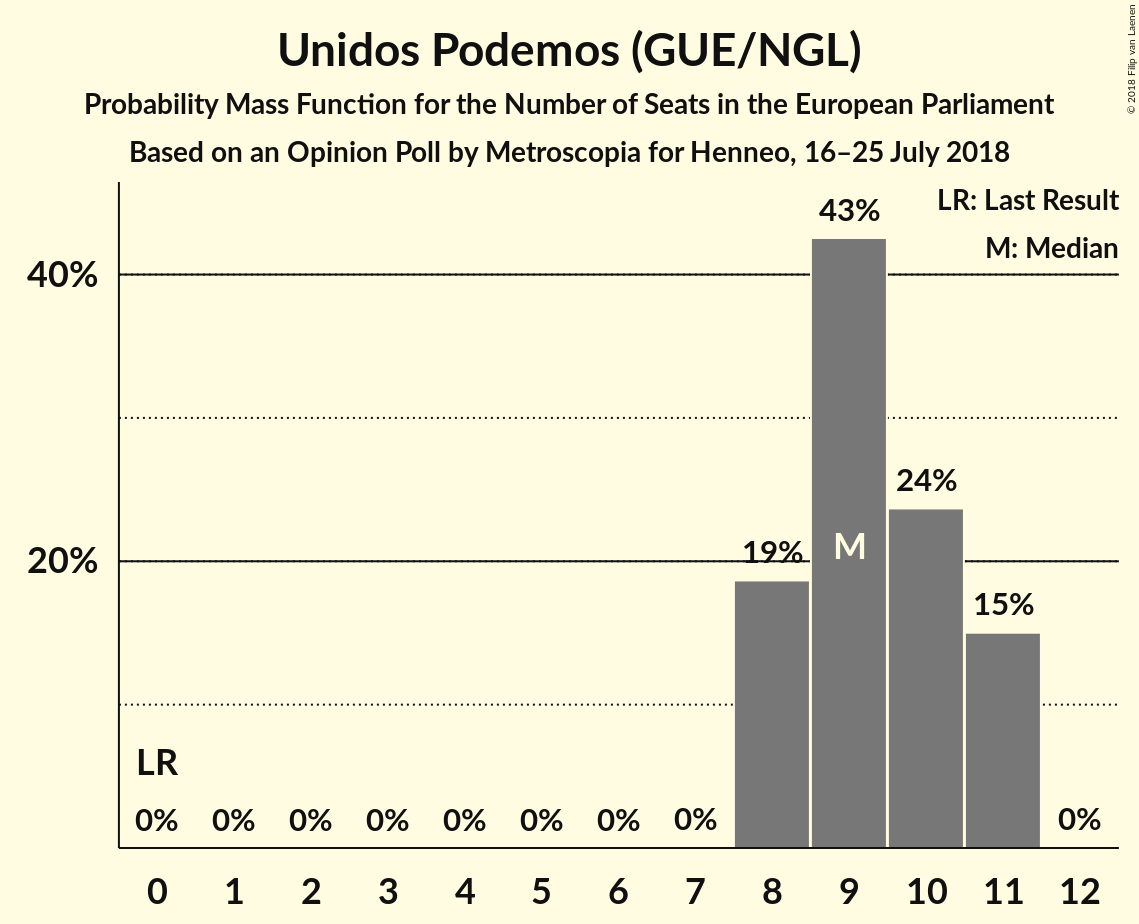 Unidos Podemos (GUE/NGL)
Probability Mass Function for the Number of Seats in the European Parliament
Based on an Opinion Poll by Metroscopia for Henneo, 16–25 July 2018
© 2018 Filip van Laenen
LR: Last Result
M: Median
43%
40%
24%
19%
M
20%
15%
LR
0% 0% 0% 0% 0% 0% 0% 0% 0%
0 1 2 3 4 5 6 7 8 9 10 11 12